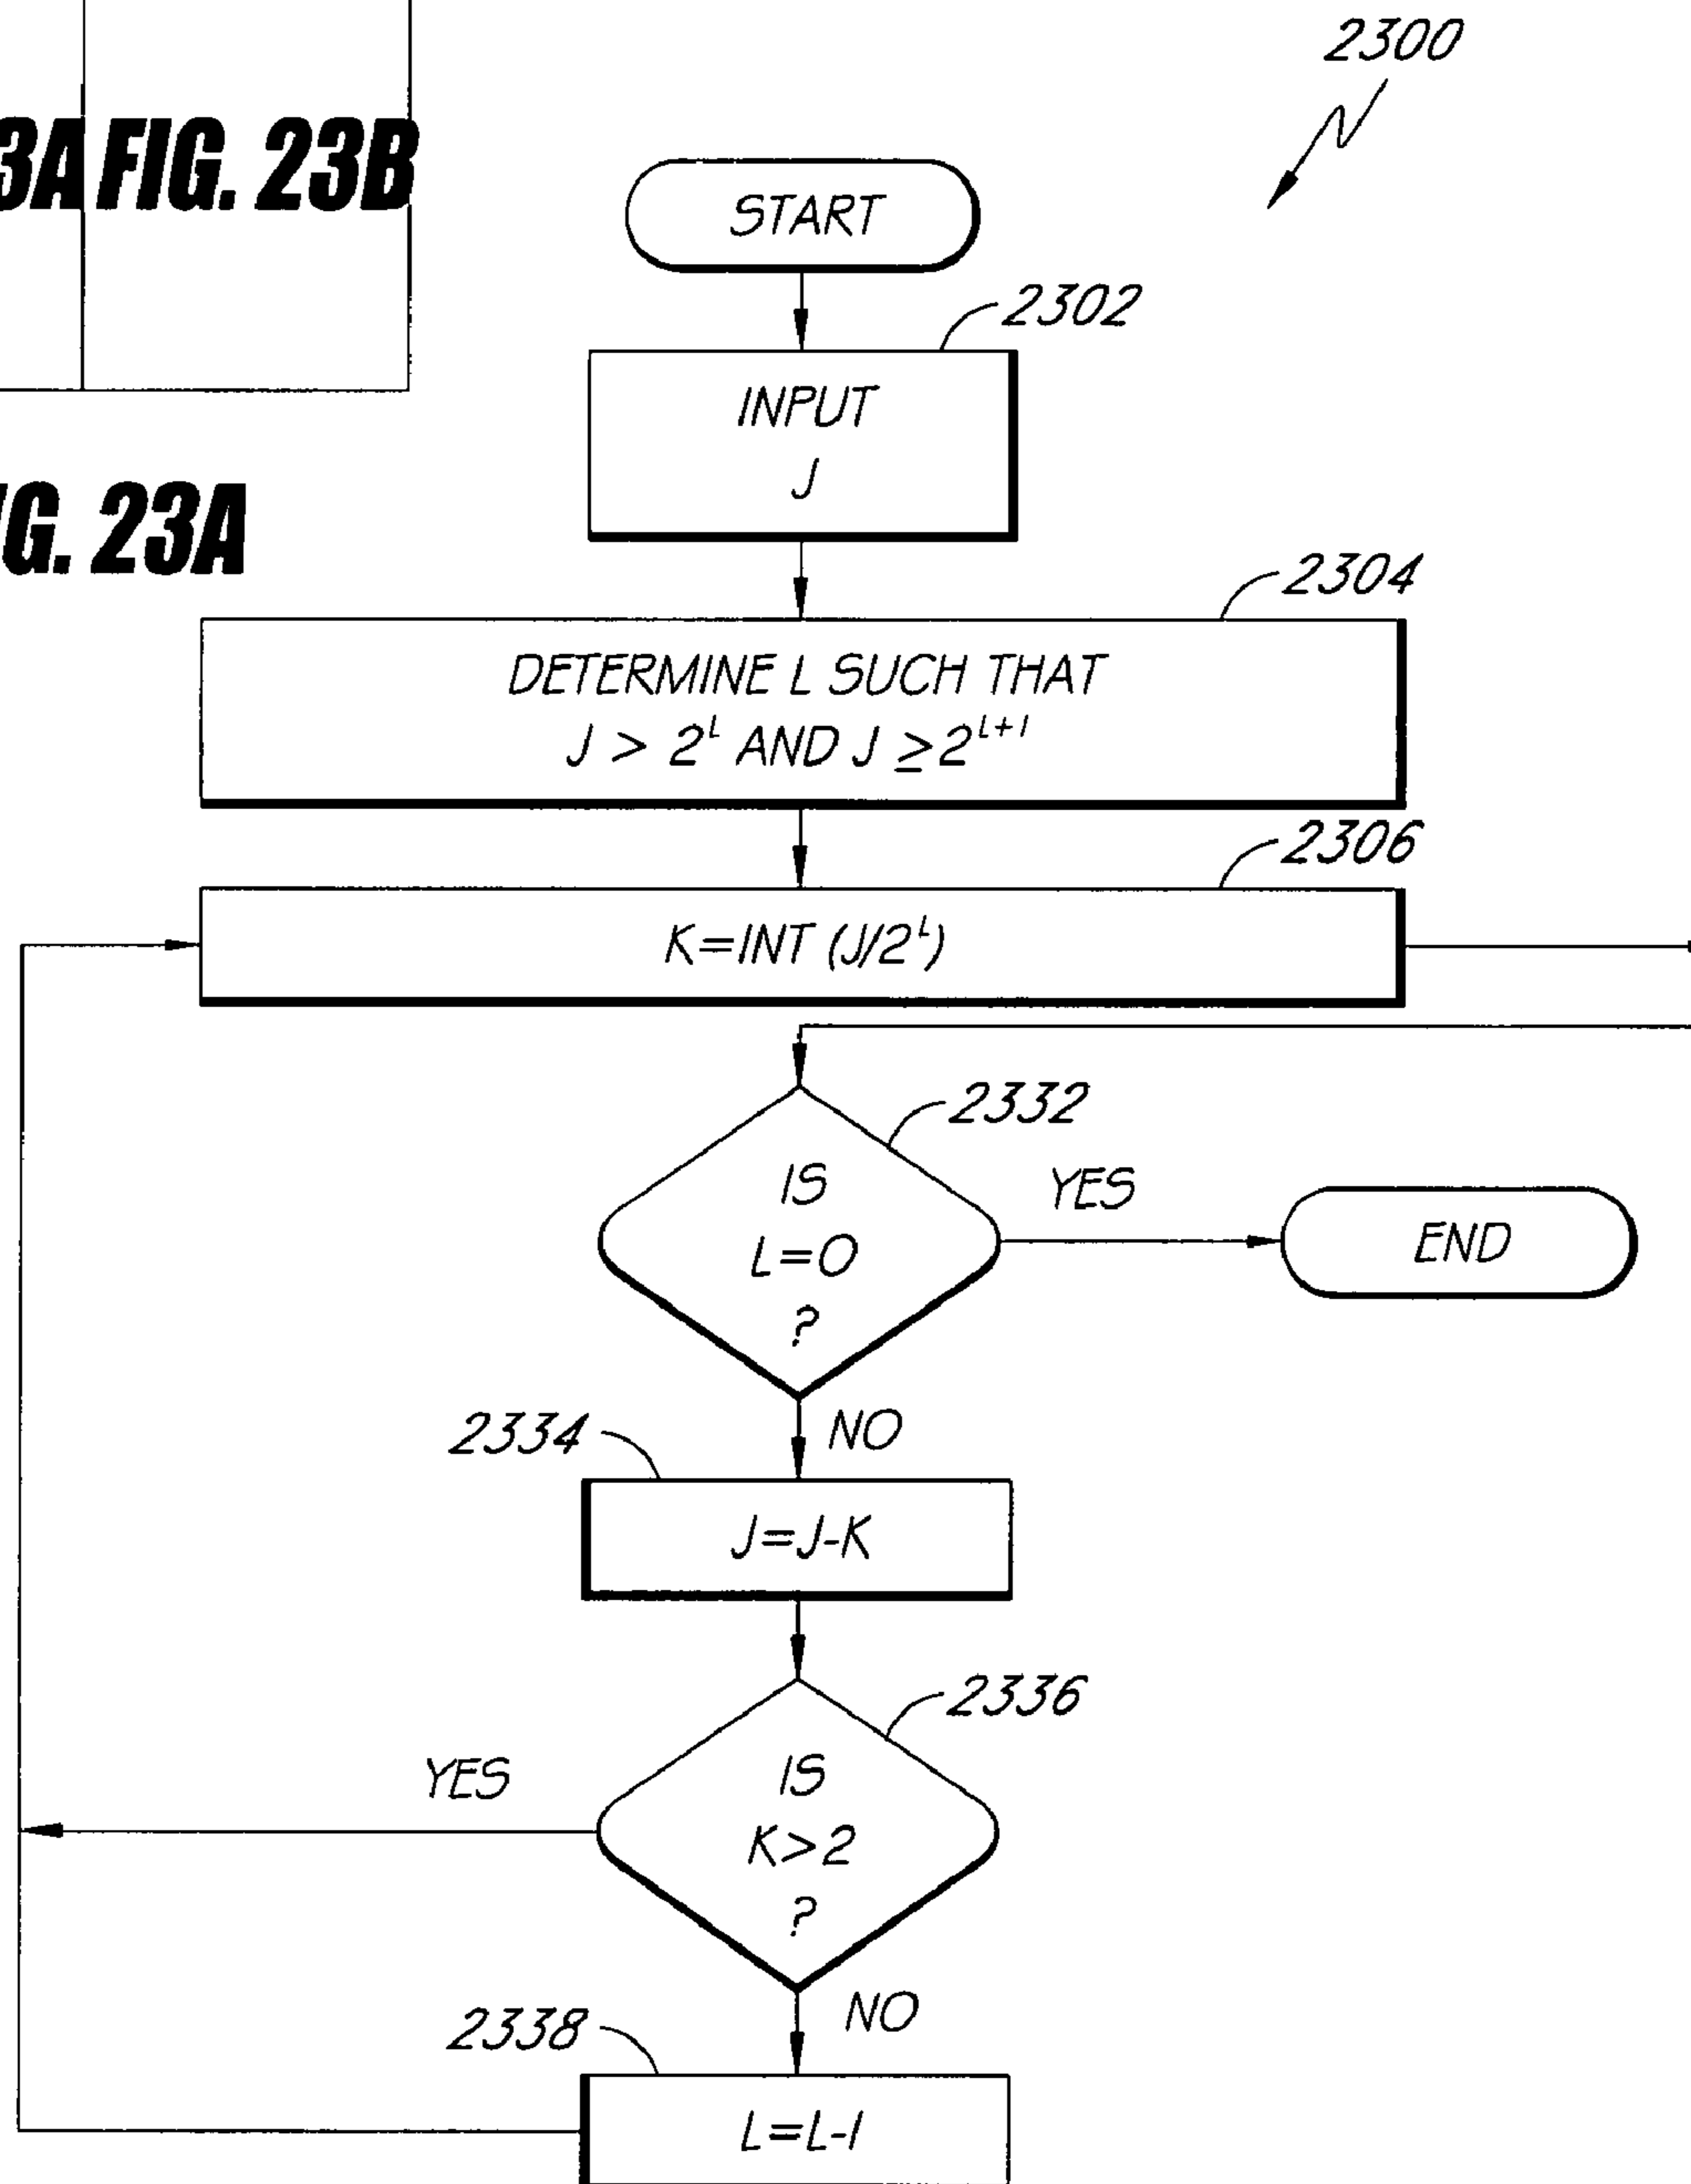 2300
3A FIG. 23B
START
2302
INPUT
J
G. 23A
2304
DETERMINE L SUCH THAT
J > 2^L AND J ≥ 2^L+1
2306
K=INT (J/2^L)
2332
IS
L=0
?
YES
END
2334
NO
J=J-K
2336
YES
IS
K>2
?
2338
NO
L=L-1